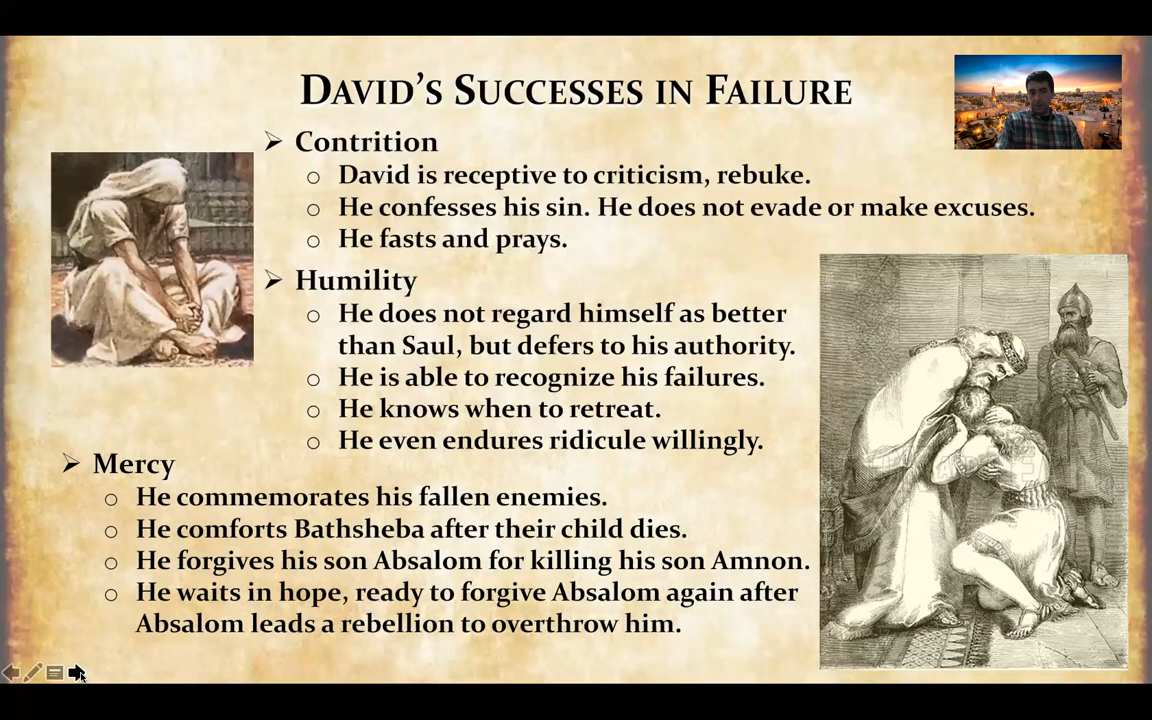 DAVID'S SUCCESSES IN FAILURE
➢ Contrition
o David is receptive to criticism, rebuke.
o He confesses his sin. He does not evade or make excuses.
o He fasts and prays.
➢ Humility
o He does not regard himself as better
than Saul, but defers to his authority.
o He is able to recognize his failures.
o He knows when to retreat.
o He even endures ridicule willingly.
➢ Mercy
o He commemorates his fallen enemies.
o He comforts Bathsheba after their child dies.
o He forgives his son Absalom for killing his son Amnon.
o He waits in hope, ready to forgive Absalom again after
Absalom leads a rebellion to overthrow him.